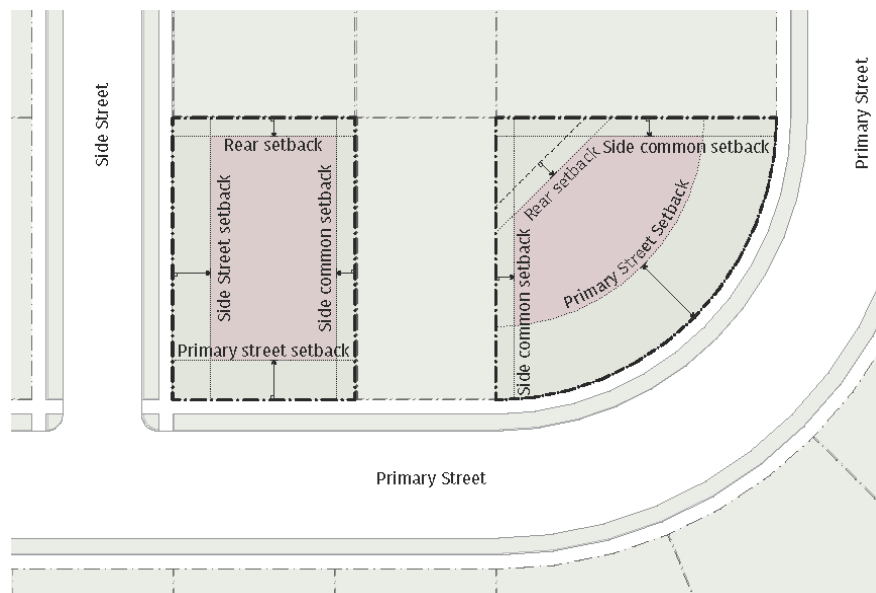 Side Street
Primary Street
Rear setback
Side common setback
Side Street setback
Side common setback
Rear setback
Primary Street Setback
Side common setback
Primary street setback
Primary Street